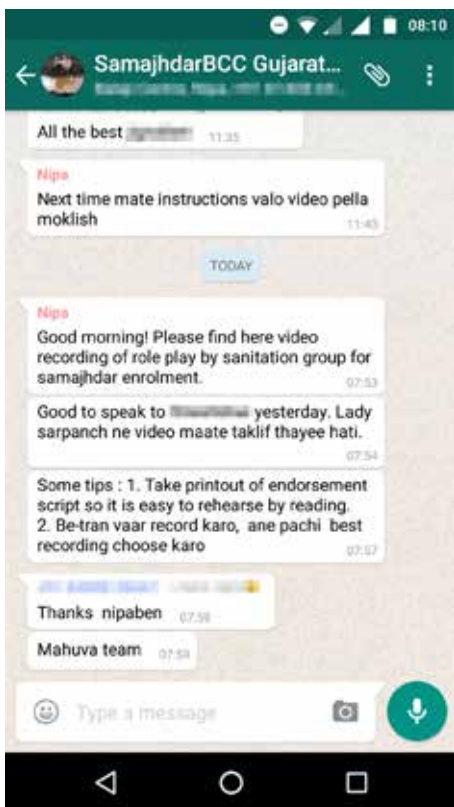 08:10
SamajhdarBCC Gujarat...
All the best
11:35
Nipa
Next time mate instructions valo video pella
moklish
11:43
TODAY
Nipa
Good morning! Please find here video
recording of role play by sanitation group for
samajhdar enrolment.
07:53
Good to speak to yesterday. Lady
sarpanch ne video maate taklif thayee hati.
07:54
Some tips : 1. Take printout of endorsement
script so it is easy to rehearse by reading.
2. Be-tran vaar record karo, ane pachi best
recording choose karo
07:57
Thanks nipaben
07:58
Mahuva team
07:58
Type a message